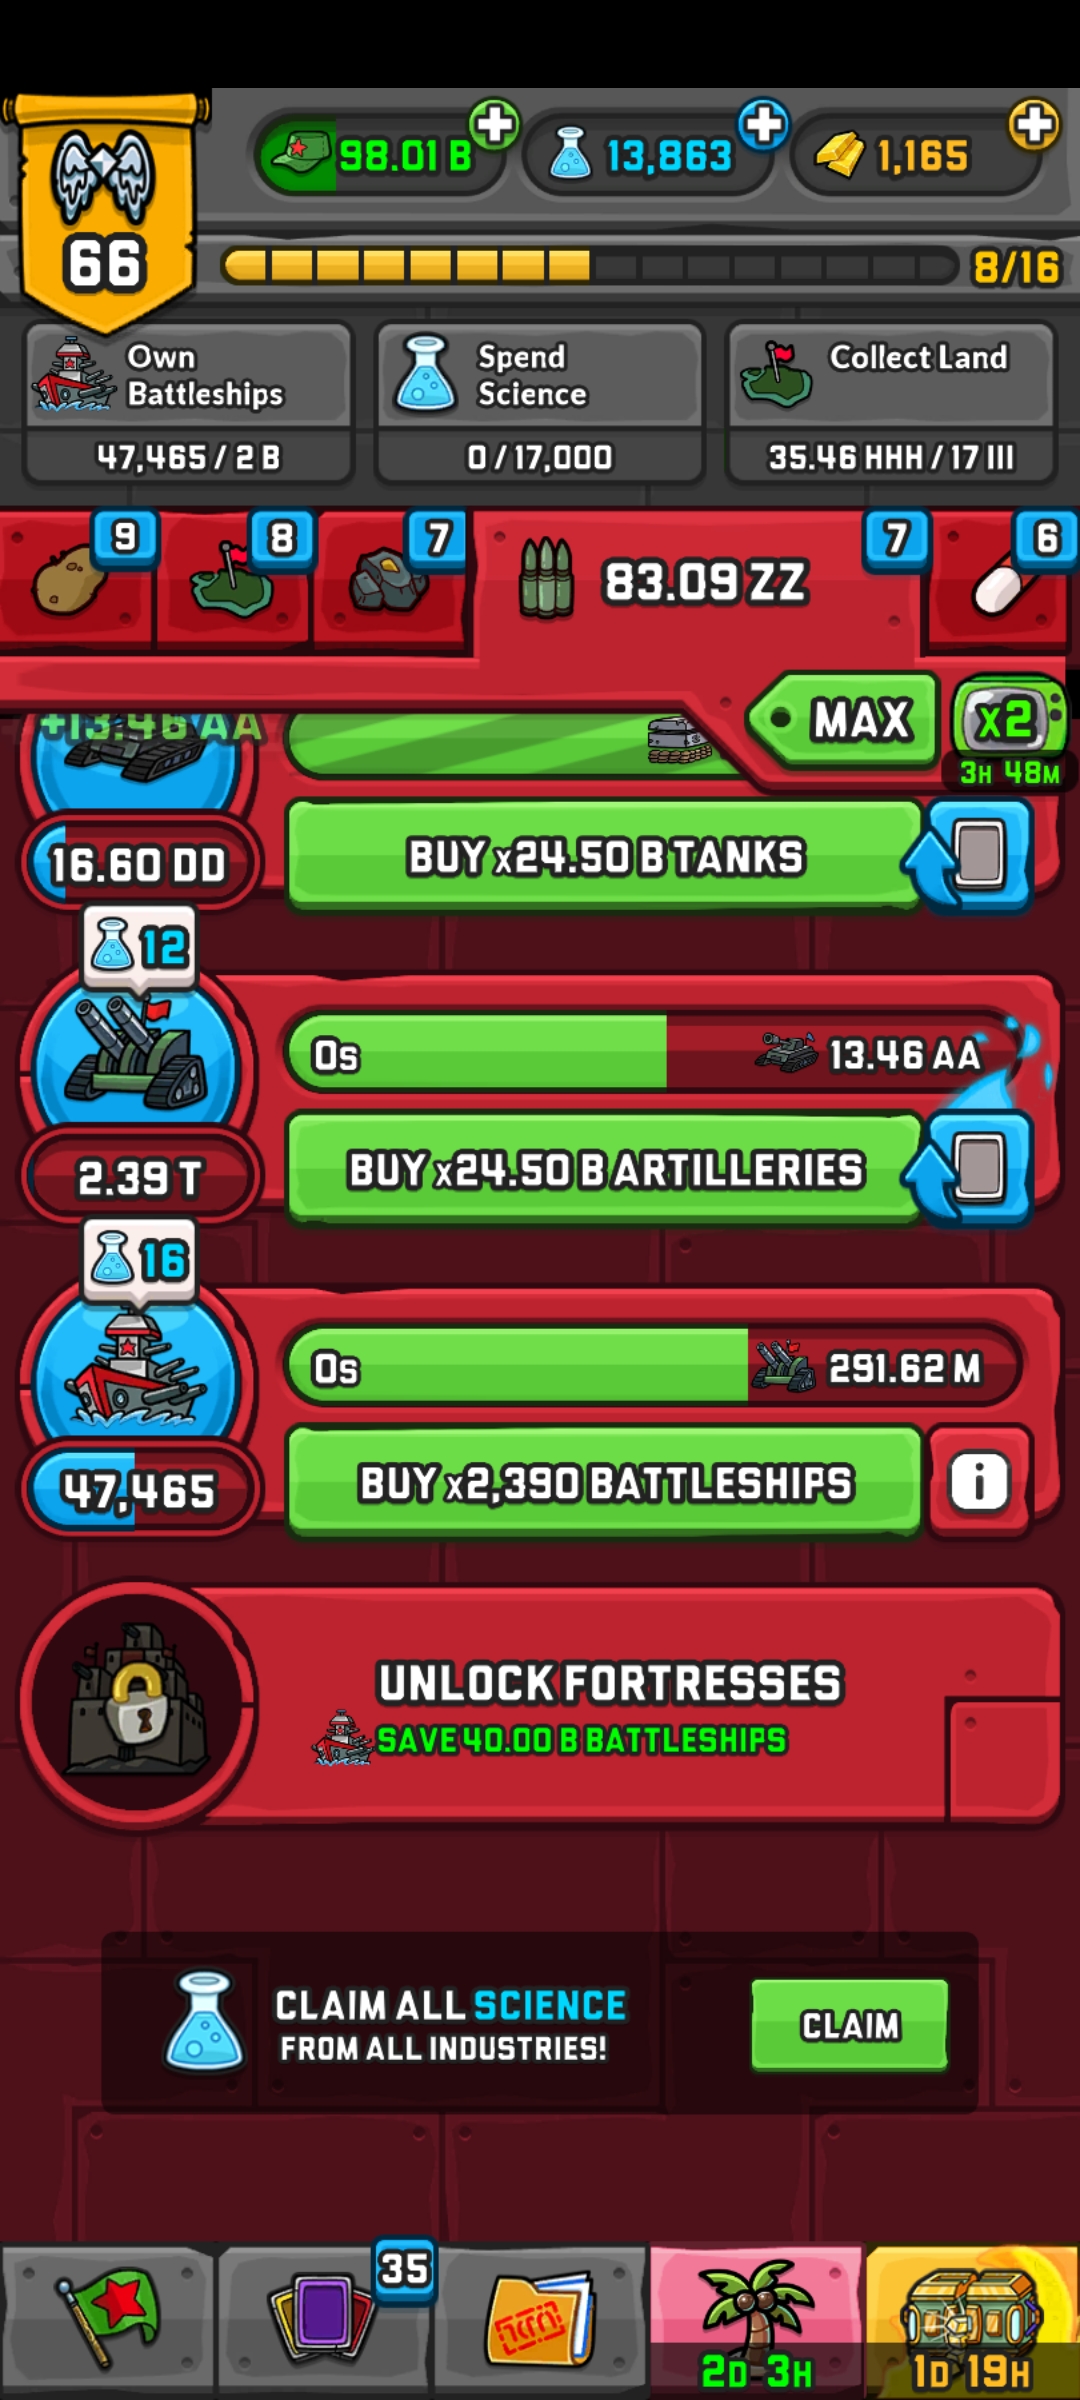 98.01 B
13,863
1,165
66
8/16
Own
Battleships
47,465 / 2 B
Spend
Science
0 / 17,000
Collect Land
35.46 HHH / 17 III
9
8
7
83.09 ZZ
7
6
MAX
x2
3H 48M
+13.46 AA
16.60 DD
BUY x24.50 B TANKS
12
0s
13.46 AA
2.39 T
BUY x24.50 B ARTILLERIES
16
0s
291.62 M
47,465
BUY x2,390 BATTLESHIPS
i
UNLOCK FORTRESSES
SAVE 40.00 B BATTLESHIPS
CLAIM ALL SCIENCE
FROM ALL INDUSTRIES!
CLAIM
35
2D 3H
1D 19H